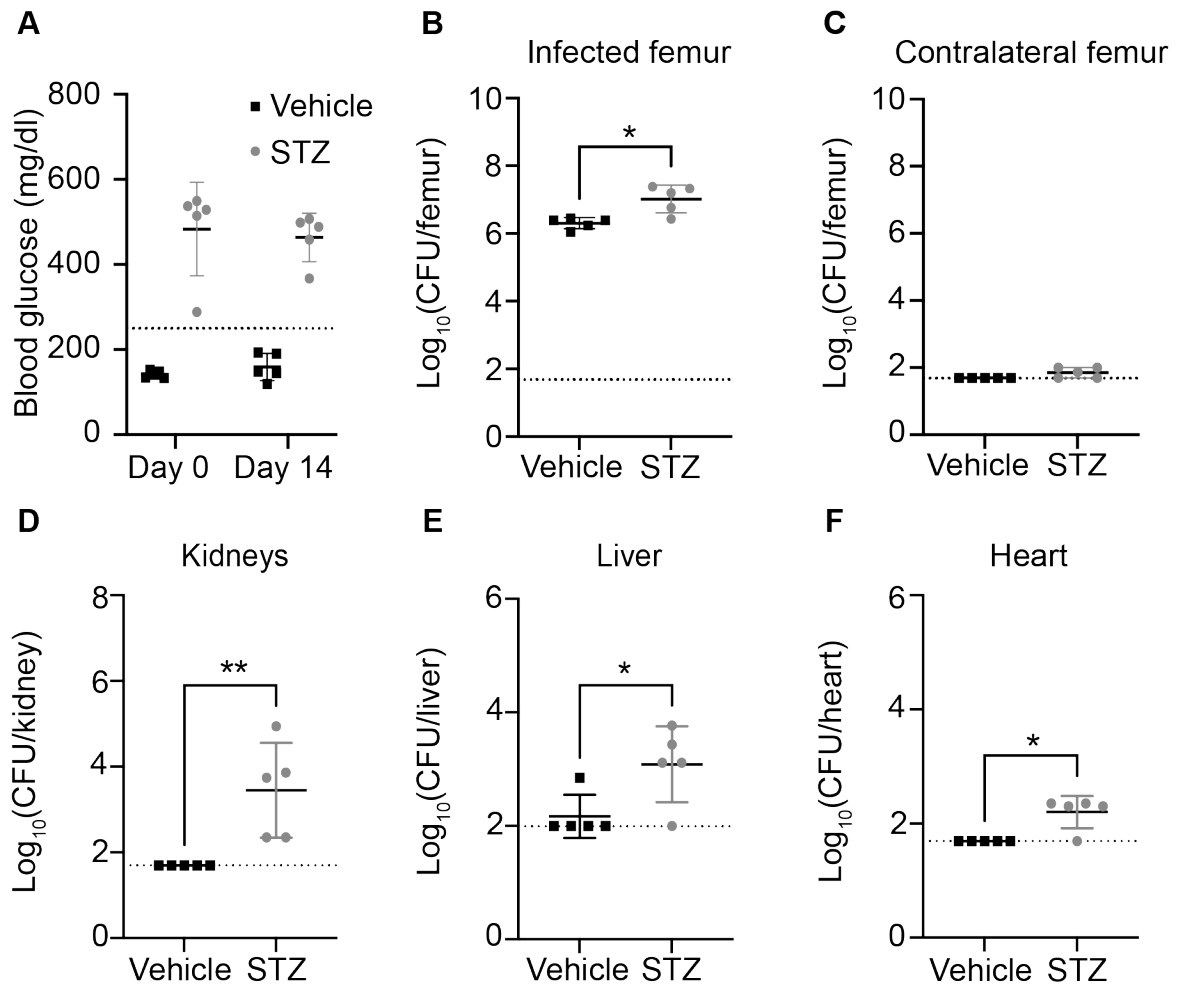 A
Blood glucose (mg/dl)
800
600
400
200
0
Vehicle
STZ
Day 0 Day 14
B
Infected femur
Log10(CFU/femur)
10
8
6
4
2
0
*
Vehicle STZ
C
Contralateral femur
Log10(CFU/femur)
10
8
6
4
2
0
Vehicle STZ
D
Kidneys
Log10(CFU/kidney)
8
6
4
2
0
**
Vehicle STZ
E
Liver
Log10(CFU/liver)
6
4
2
0
*
Vehicle STZ
F
Heart
Log10(CFU/heart)
6
4
2
0
*
Vehicle STZ